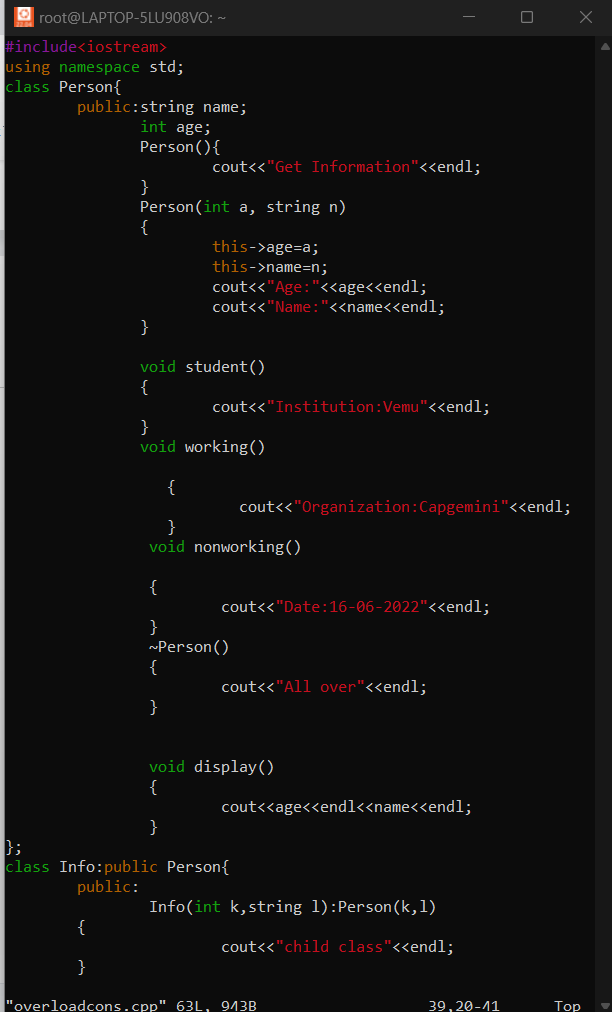 root@LAPTOP-5LU908VO: ~
#include<iostream>
using namespace std;
class Person{
        public:string name;
               int age;
               Person(){
                       cout<<"Get Information"<<endl;
               }
               Person(int a, string n)
               {
                       this->age=a;
                       this->name=n;
                       cout<<"Age:"<<age<<endl;
                       cout<<"Name:"<<name<<endl;
               }
               void student()
               {
                       cout<<"Institution:Vemu"<<endl;
               }
               void working()
                  {
                          cout<<"Organization:Capgemini"<<endl;
                  }
                void nonworking()
                {
                        cout<<"Date:16-06-2022"<<endl;
                }
                ~Person()
                {
                        cout<<"All over"<<endl;
                }
                void display()
                {
                        cout<<age<<endl<<name<<endl;
                }
};
class Info:public Person{
        public:
                Info(int k,string l):Person(k,l)
        {
                        cout<<"child class"<<endl;
        }
"overloadcons.cpp" 63L, 943B                   39,20-41      Top